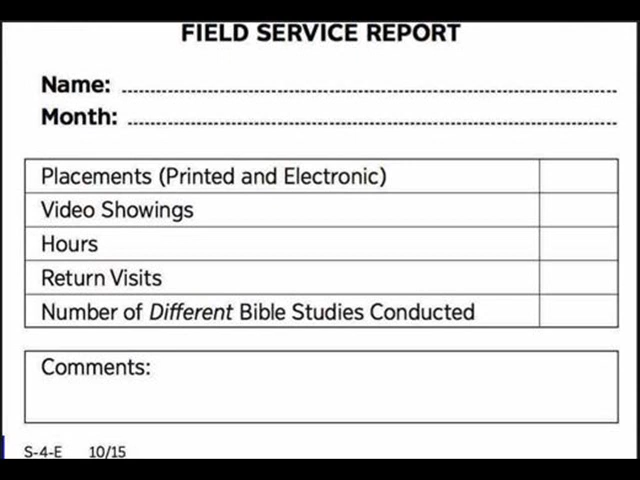 FIELD SERVICE REPORT
Name:
Month:
Placements (Printed and Electronic)
Video Showings
Hours
Return Visits
Number of Different Bible Studies Conducted
Comments:
S-4-E 10/15